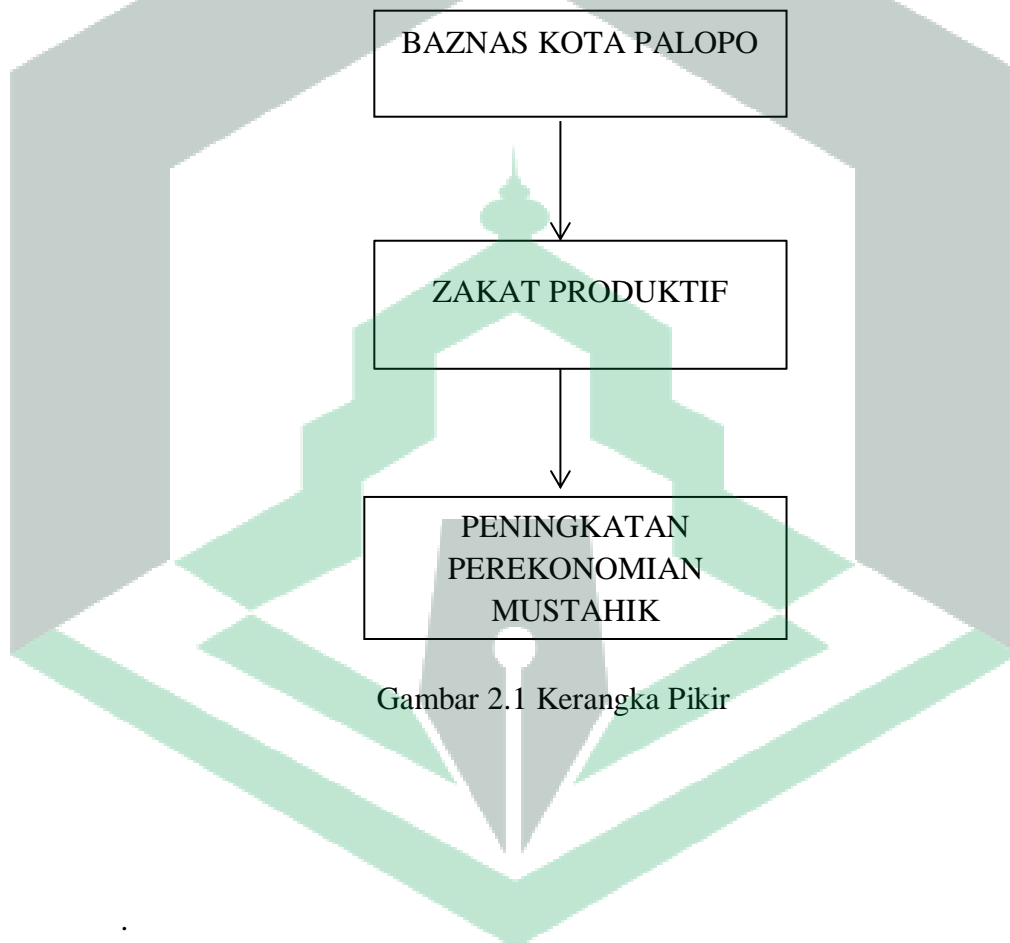 BAZNAS KOTA PALOPO
ZAKAT PRODUKTIF
PENINGKATAN
PEREKONOMIAN
MUSTAHIK
Gambar 2.1 Kerangka Pikir
.